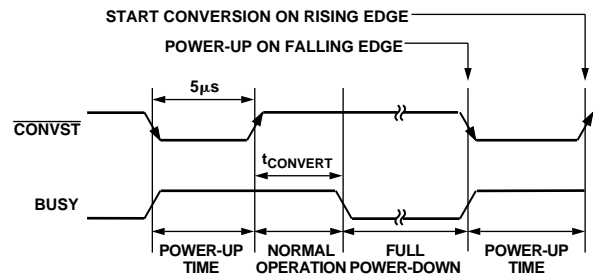 START CONVERSION ON RISING EDGE
POWER-UP ON FALLING EDGE
5μs
CONVST
tCONVERT
BUSY
POWER-UP TIME
NORMAL OPERATION
FULL POWER-DOWN
POWER-UP TIME